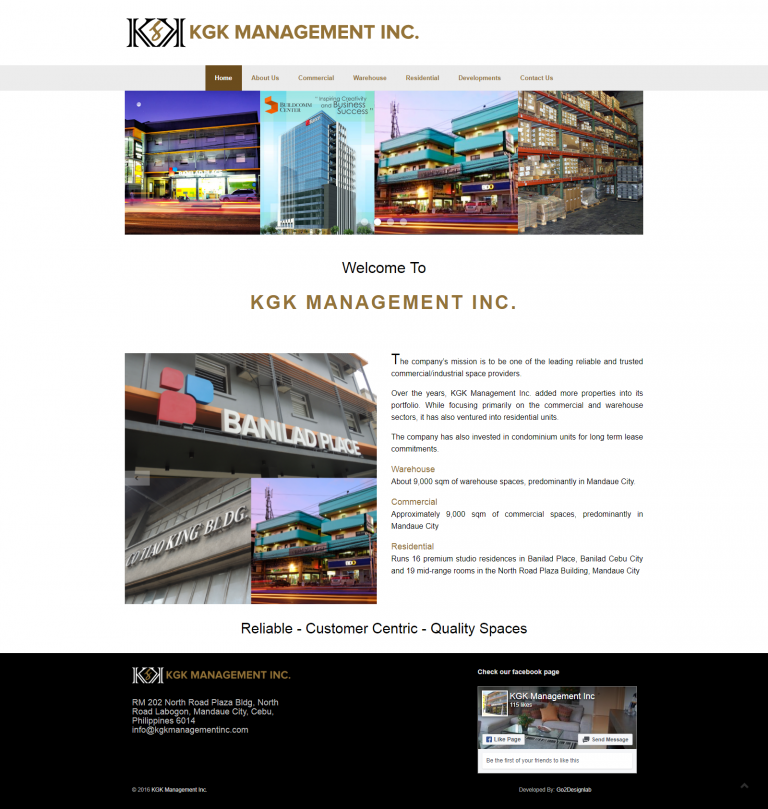 KGK MANAGEMENT INC.
Home About Us Commercial Warehouse Residential Developments Contact Us
BUILDCOMM CENTER
" Inspiring Creativity
and Business
Success "
BANILAD PLACE
BDO
Welcome To
KGK MANAGEMENT INC.
The company's mission is to be one of the leading reliable and trusted
commercial/industrial space providers.
Over the years, KGK Management Inc. added more properties into its
portfolio. While focusing primarily on the commercial and warehouse
sectors, it has also ventured into residential units.
The company has also invested in condominium units for long term lease
commitments.
Warehouse
About 9,000 sqm of warehouse spaces, predominantly in Mandaue City.
Commercial
Approximately 9,000 sqm of commercial spaces, predominantly in
Mandaue City
Residential
Runs 16 premium studio residences in Banilad Place, Banilad Cebu City
and 19 mid-range rooms in the North Road Plaza Building, Mandaue City
BANILAD PLACE
CO TIAO KING BLDG.
BDO
Reliable - Customer Centric - Quality Spaces
KGK MANAGEMENT INC.
RM 202 North Road Plaza Bldg, North
Road Labogon, Mandaue City, Cebu,
Philippines 6014
info@kgkmanagementinc.com
Check our facebook page
KGK Management Inc
115 likes
Like Page Send Message
Be the first of your friends to like this
© 2016 KGK Management Inc.
Developed By: Go2Designlab